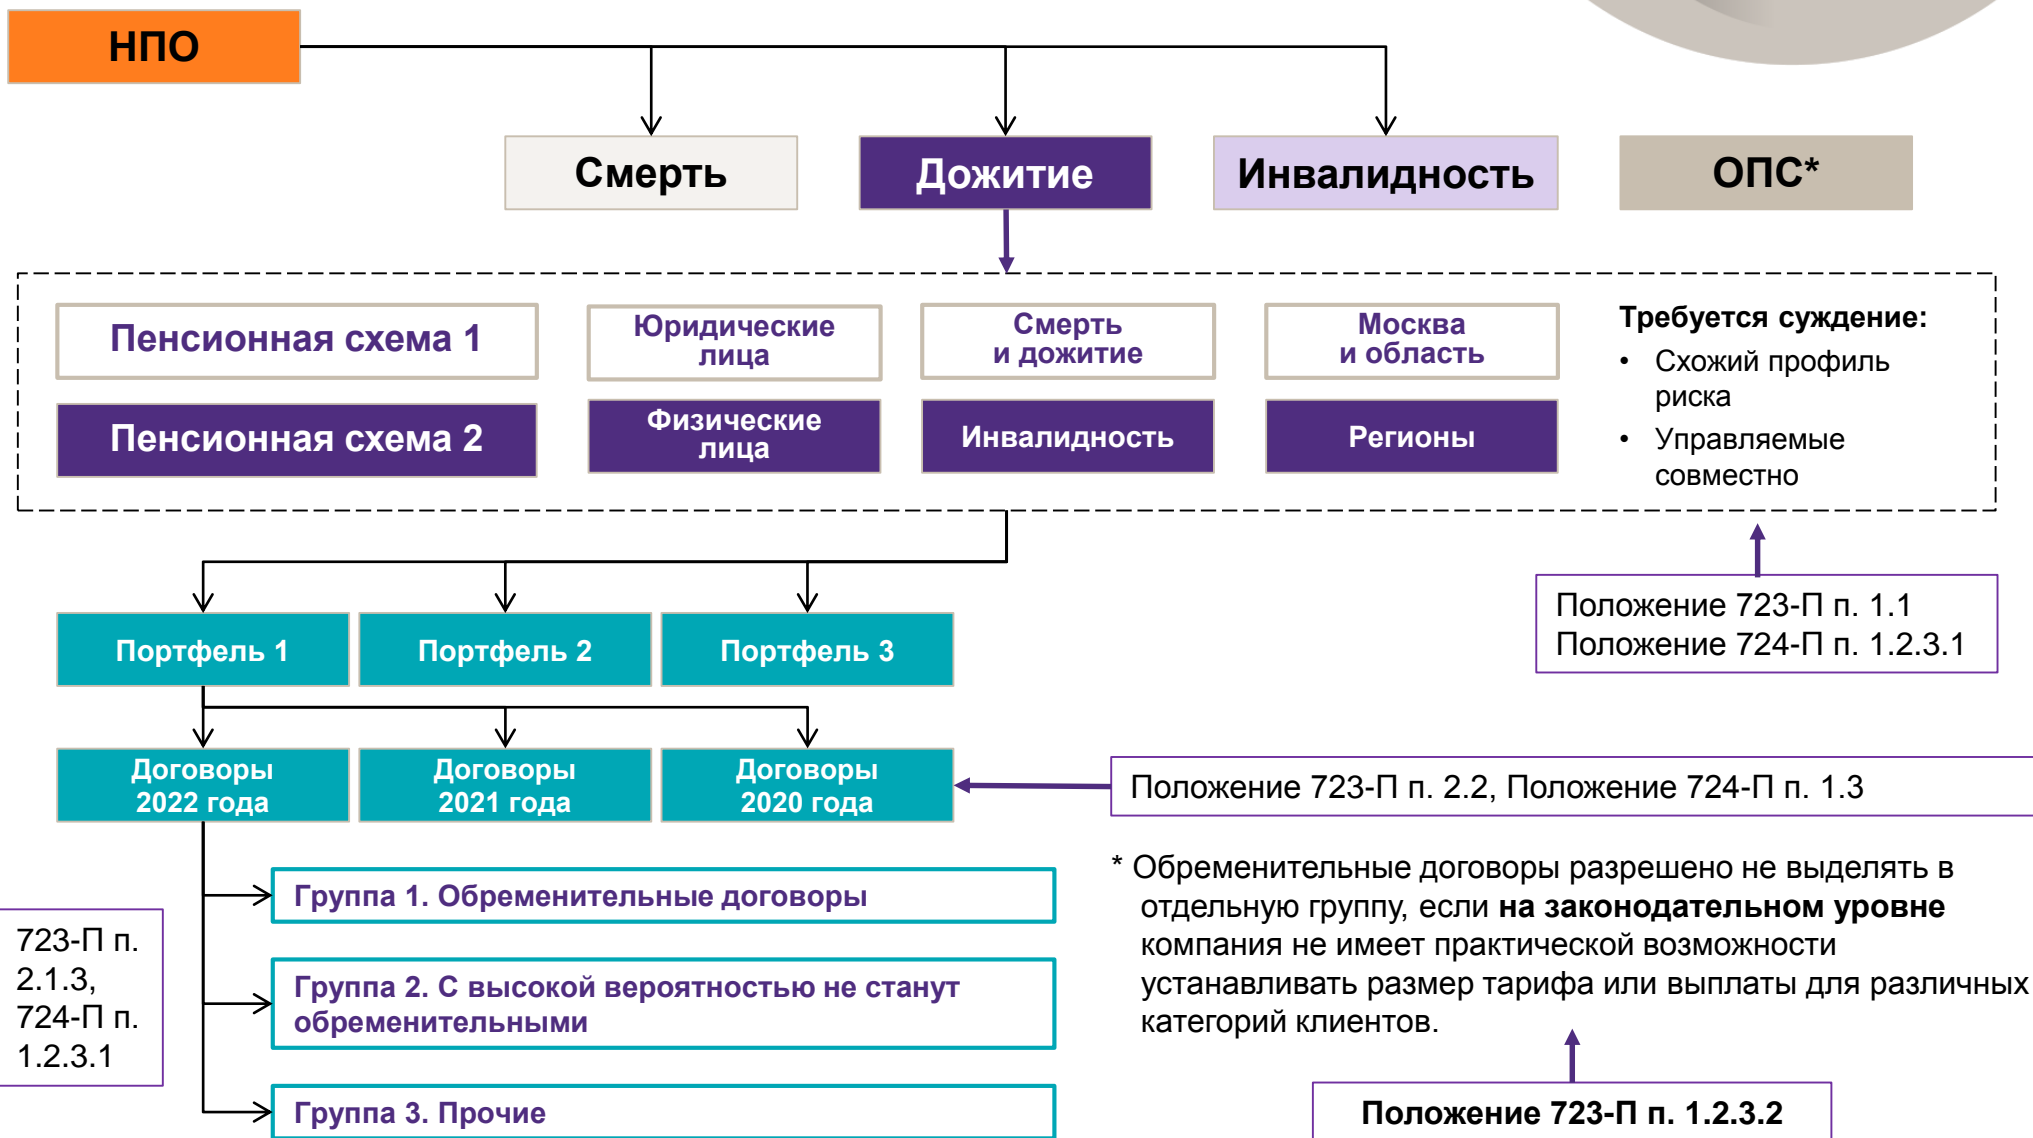 НПО
Смерть
Дожитие
Инвалидность
ОПС*
Пенсионная схема 1
Юридические
лица
Смерть
и дожитие
Москва
и область
Пенсионная схема 2
Физические
лица
Инвалидность
Регионы
Требуется суждение:
• Схожий профиль
риска
• Управляемые
совместно
Положение 723-П п. 1.1
Положение 724-П п. 1.2.3.1
Портфель 1
Портфель 2
Портфель 3
Договоры
2022 года
Договоры
2021 года
Договоры
2020 года
Положение 723-П п. 2.2, Положение 724-П п. 1.3
723-П п.
2.1.3,
724-П п.
1.2.3.1
Группа 1. Обременительные договоры
Группа 2. С высокой вероятностью не станут
обременительными
Группа 3. Прочие
* Обременительные договоры разрешено не выделять в
отдельную группу, если на законодательном уровне
компания не имеет практической возможности
устанавливать размер тарифа или выплаты для различных
категорий клиентов.
Положение 723-П п. 1.2.3.2